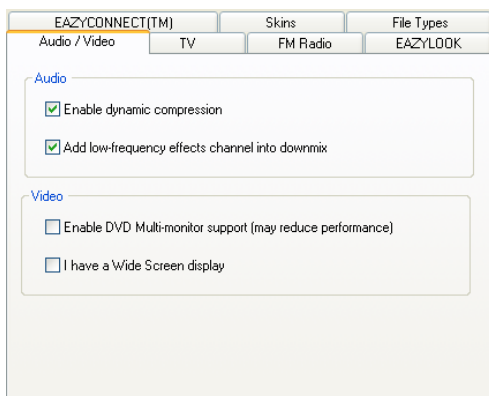 EAZYCONNECT(TM) Skins File Types
Audio / Video TV FM Radio EAZYLOOK
Audio
Enable dynamic compression
Add low-frequency effects channel into downmix
Video
Enable DVD Multi-monitor support (may reduce performance)
I have a Wide Screen display